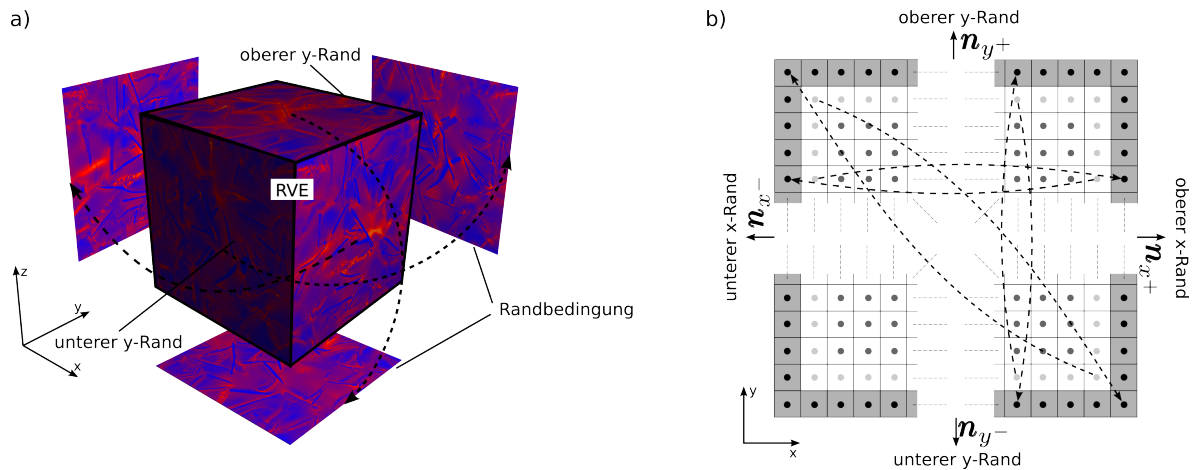 a)
oberer y-Rand
RVE
z
y
x
unterer y-Rand
Randbedingung
b)
oberer y-Rand
n_{y^+}
unterer x-Rand
n_{x^-}
oberer x-Rand
n_{x^+}
y
x
n_{y^-}
unterer y-Rand